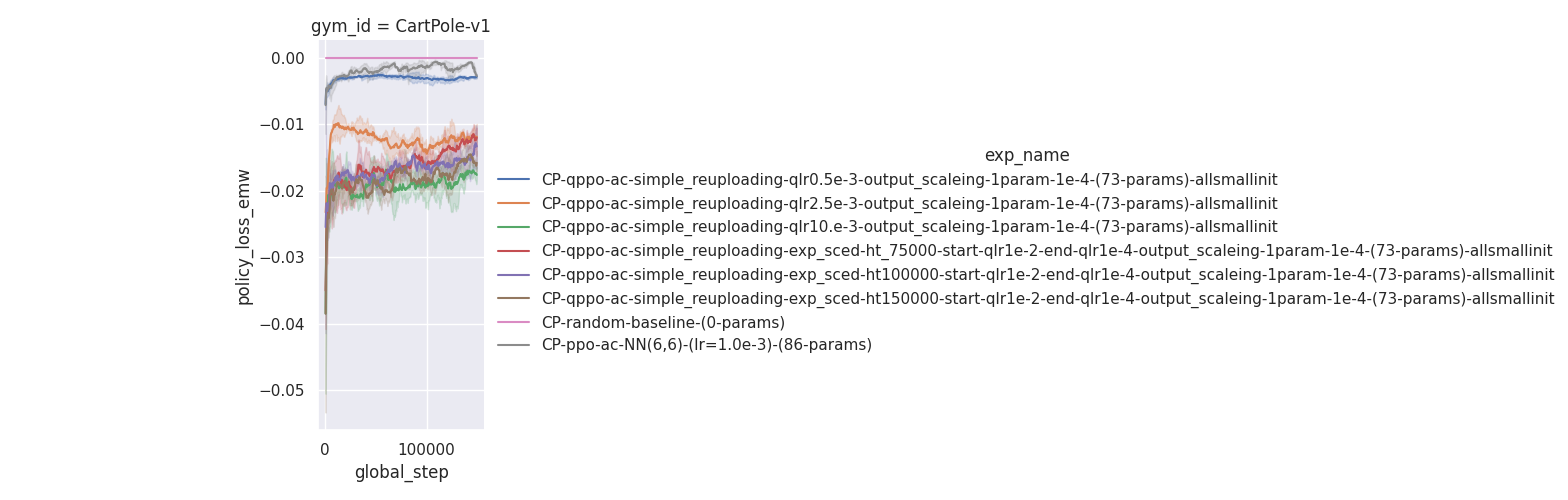 gym_id = CartPole-v1
0.00
−0.01
−0.02
−0.03
−0.04
−0.05
policy_loss_emw
0
100000
global_step
exp_name
CP-qppo-ac-simple_reuploading-qlr0.5e-3-output_scaleing-1param-1e-4-(73-params)-allsmallinit
CP-qppo-ac-simple_reuploading-qlr2.5e-3-output_scaleing-1param-1e-4-(73-params)-allsmallinit
CP-qppo-ac-simple_reuploading-qlr10.e-3-output_scaleing-1param-1e-4-(73-params)-allsmallinit
CP-qppo-ac-simple_reuploading-exp_sced-ht_75000-start-qlr1e-2-end-qlr1e-4-output_scaleing-1param-1e-4-(73-params)-allsmallinit
CP-qppo-ac-simple_reuploading-exp_sced-ht100000-start-qlr1e-2-end-qlr1e-4-output_scaleing-1param-1e-4-(73-params)-allsmallinit
CP-qppo-ac-simple_reuploading-exp_sced-ht150000-start-qlr1e-2-end-qlr1e-4-output_scaleing-1param-1e-4-(73-params)-allsmallinit
CP-random-baseline-(0-params)
CP-ppo-ac-NN(6,6)-(lr=1.0e-3)-(86-params)